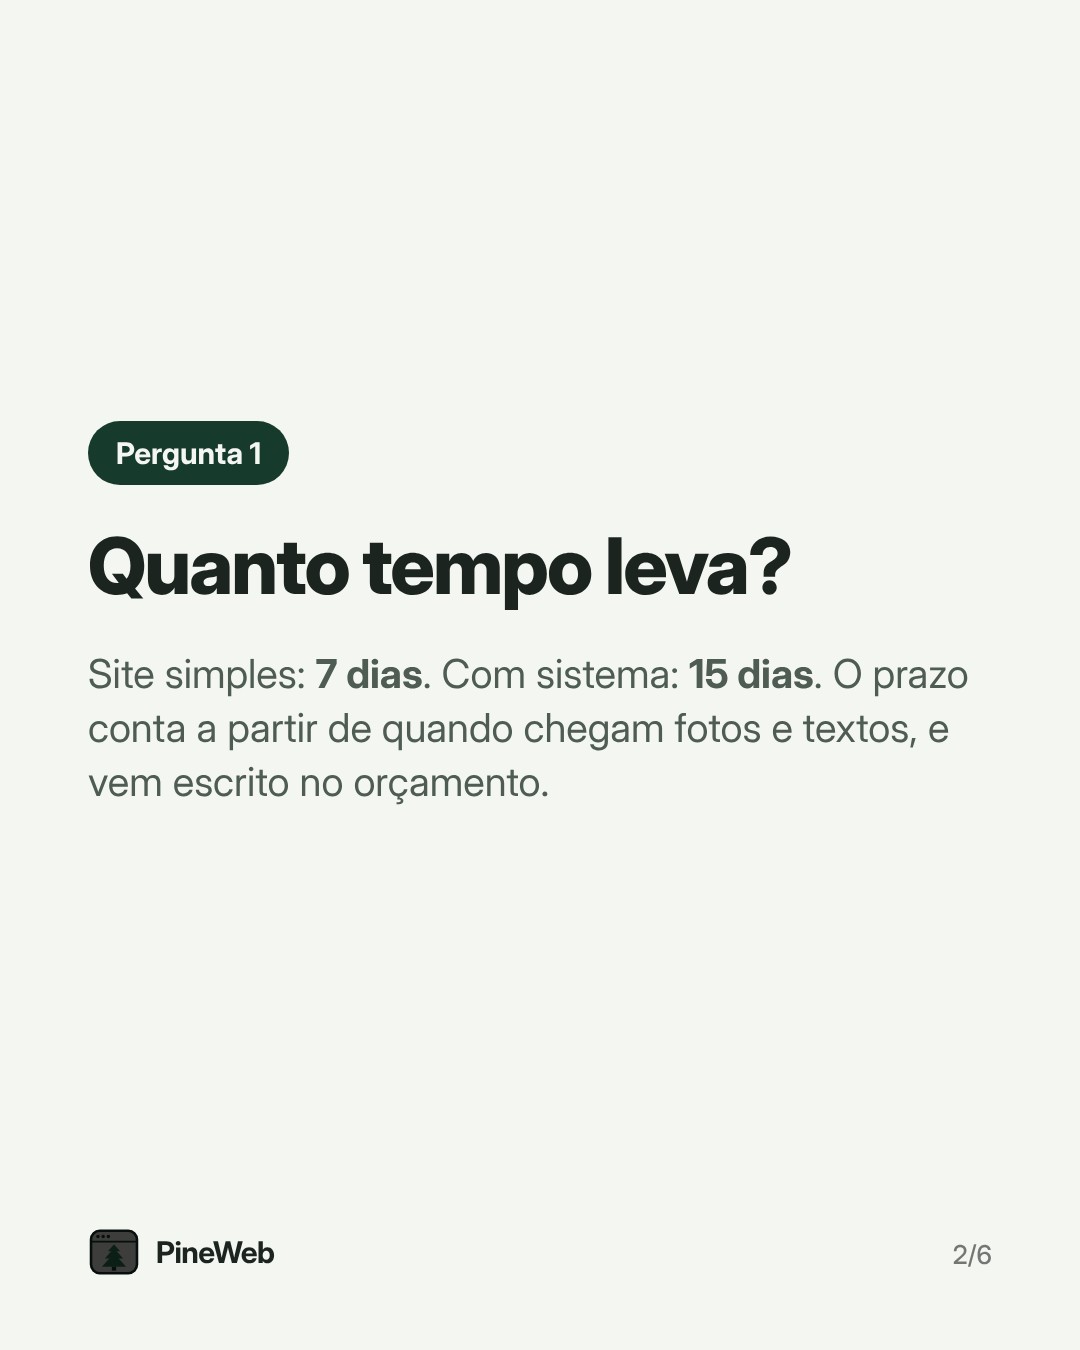 Pergunta 1
Quanto tempo leva?
Site simples: 7 dias. Com sistema: 15 dias. O prazo
conta a partir de quando chegam fotos e textos, e
vem escrito no orçamento.
PineWeb
2/6